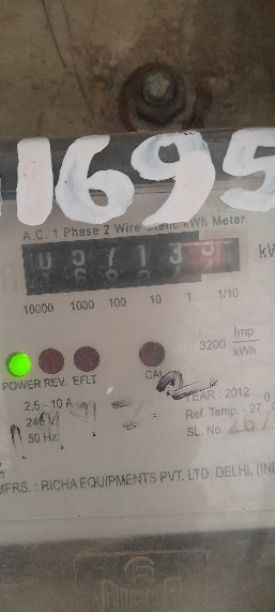 1695
A.C. 1 Phase 2 Wire Static kWh Meter.
kW
10000 1000 100 10 1 1/10
3200 Imp/kWh
POWER REV. EFLT CAL
2.5 - 10 A
240 V
50 Hz
YEAR : 2012
Ref. Temp. - 27
SL. No.
MFRS. : RICHA EQUIPMENTS PVT. LTD. DELHI, (IND